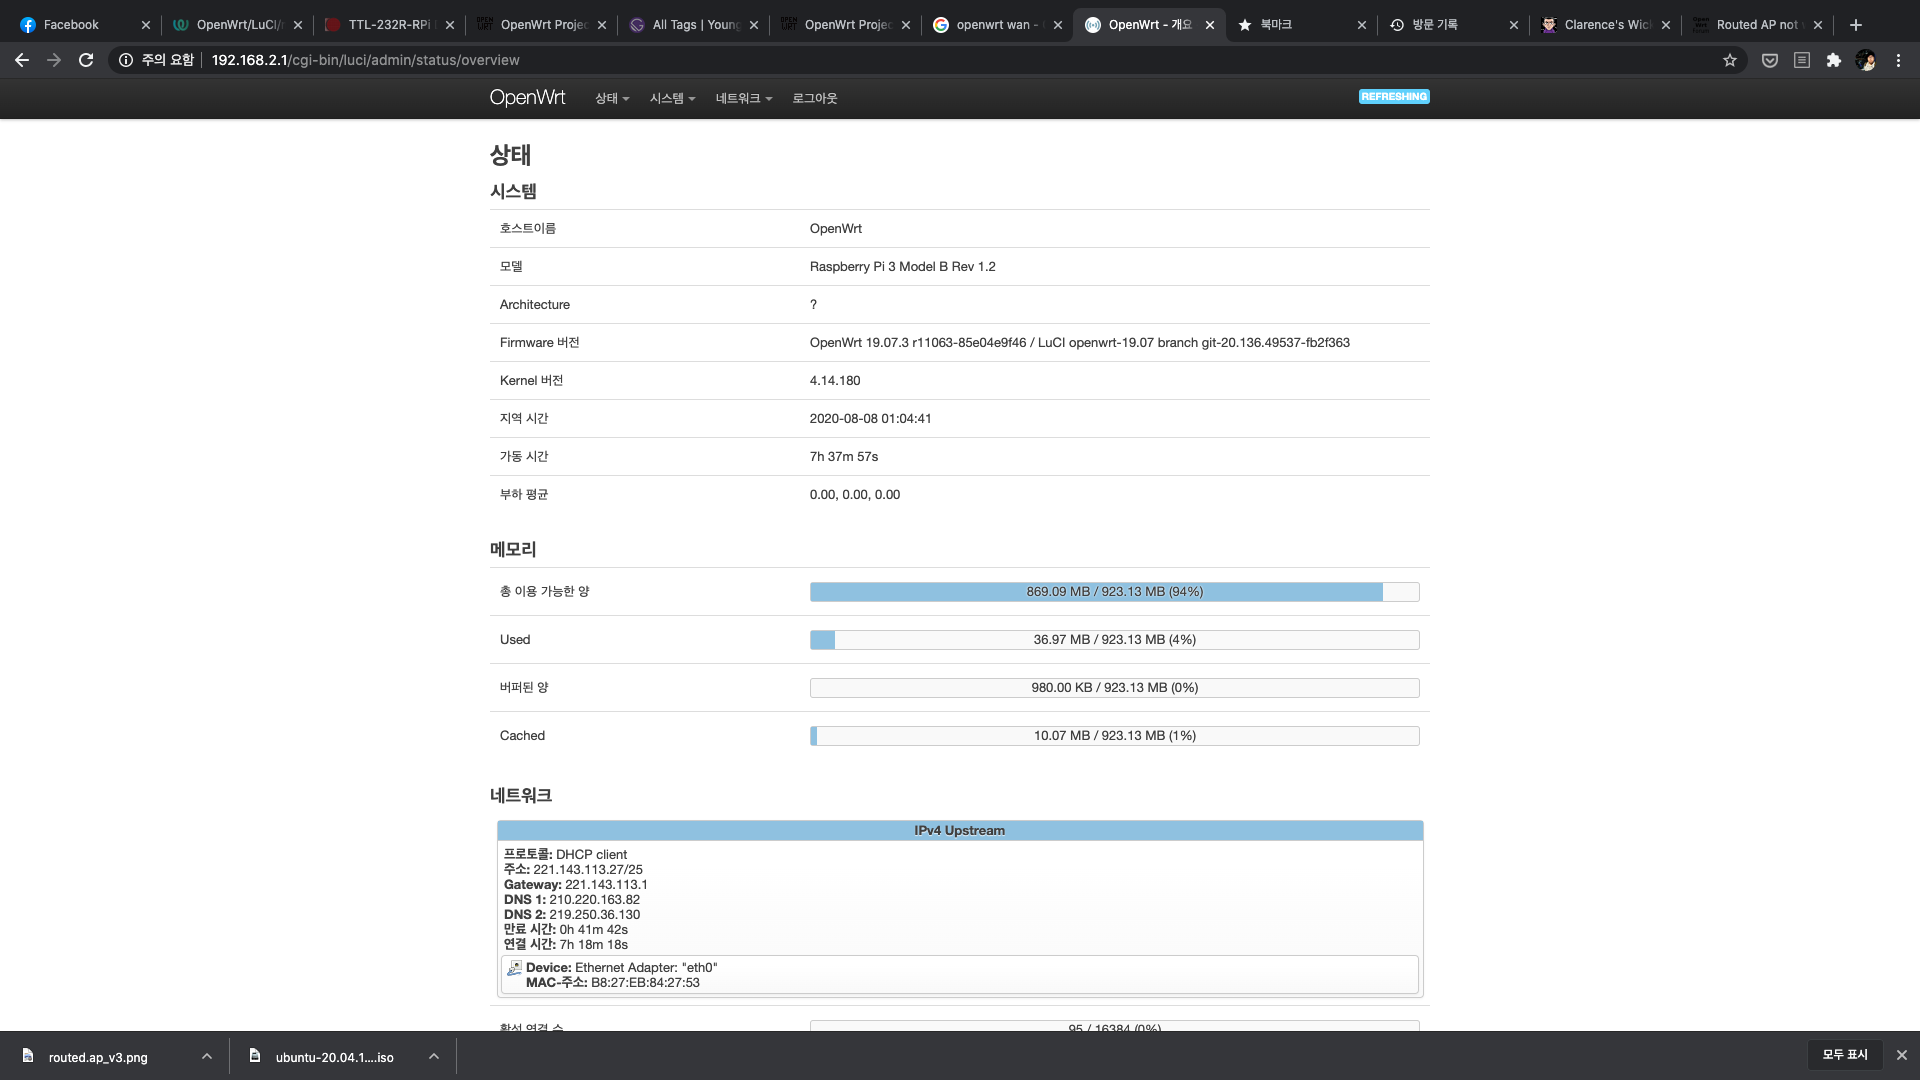 Facebook
OpenWrt/LuCI/
TTL-232R-RPi
OpenWrt Projec
All Tags | Young
OpenWrt Projec
openwrt wan -
OpenWrt - 개요
북마크
방문 기록
Clarence's Wic
Routed AP not
주의 요함 192.168.2.1/cgi-bin/luci/admin/status/overview
OpenWrt 상태 시스템 네트워크 로그아웃 REFRESHING
상태
시스템
호스트이름 OpenWrt
모델 Raspberry Pi 3 Model B Rev 1.2
Architecture ?
Firmware 버전 OpenWrt 19.07.3 r11063-85e04e9f46 / LuCI openwrt-19.07 branch git-20.136.49537-fb2f363
Kernel 버전 4.14.180
지역 시간 2020-08-08 01:04:41
가동 시간 7h 37m 57s
부하 평균 0.00, 0.00, 0.00
메모리
총 이용 가능한 양 869.09 MB / 923.13 MB (94%)
Used 36.97 MB / 923.13 MB (4%)
버퍼된 양 980.00 KB / 923.13 MB (0%)
Cached 10.07 MB / 923.13 MB (1%)
네트워크
IPv4 Upstream
프로토콜: DHCP client
주소: 221.143.113.27/25
Gateway: 221.143.113.1
DNS 1: 210.220.163.82
DNS 2: 219.250.36.130
만료 시간: 0h 41m 42s
연결 시간: 7h 18m 18s
Device: Ethernet Adapter: "eth0"
MAC-주소: B8:27:EB:84:27:53
활성 연결 수 95 / 16384 (0%)
routed.ap_v3.png
ubuntu-20.04.1....iso
모두 표시